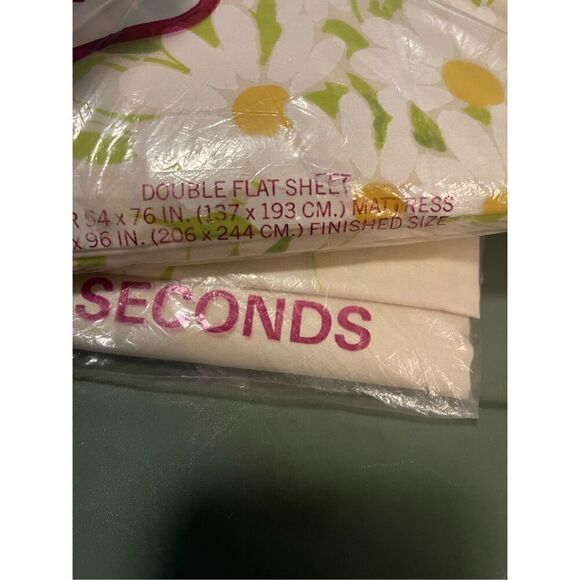 DOUBLE FLAT SHEET
R 54 x 76 IN. (137 x 193 CM.) MATTRESS
x 96 IN. (206 x 244 CM.) FINISHED SIZE
SECONDS